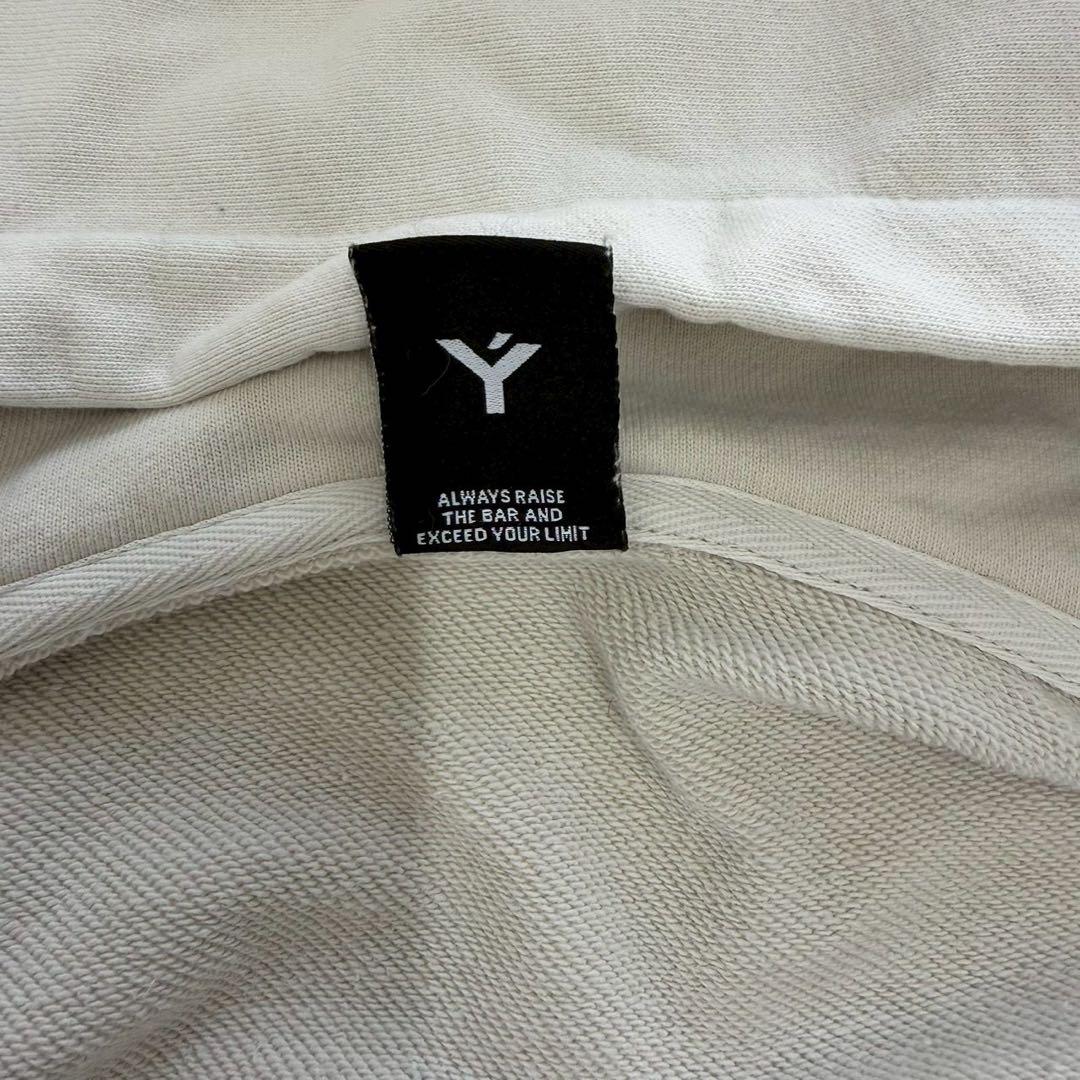 Ý
ALWAYS RAISE
THE BAR AND
EXCEED YOUR LIMIT